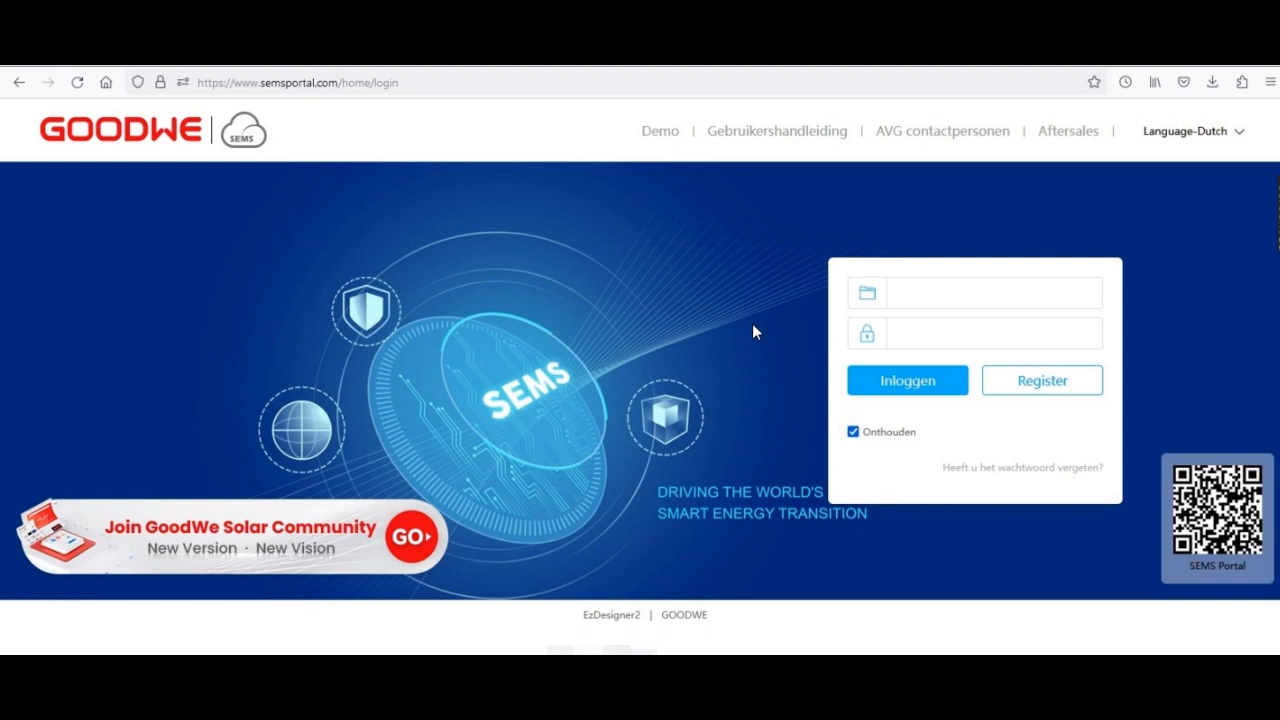 https://www.semsportal.com/home/login
GOODWE SEMS
Demo | Gebruikershandleiding | AVG contactpersonen | Aftersales | Language-Dutch
SEMS
Inloggen Register
Onthouden
Heeft u het wachtwoord vergeten?
DRIVING THE WORLD'S
SMART ENERGY TRANSITION
Join GoodWe Solar Community
New Version · New Vision
GO
SEMS Portal
EzDesigner2 | GOODWE